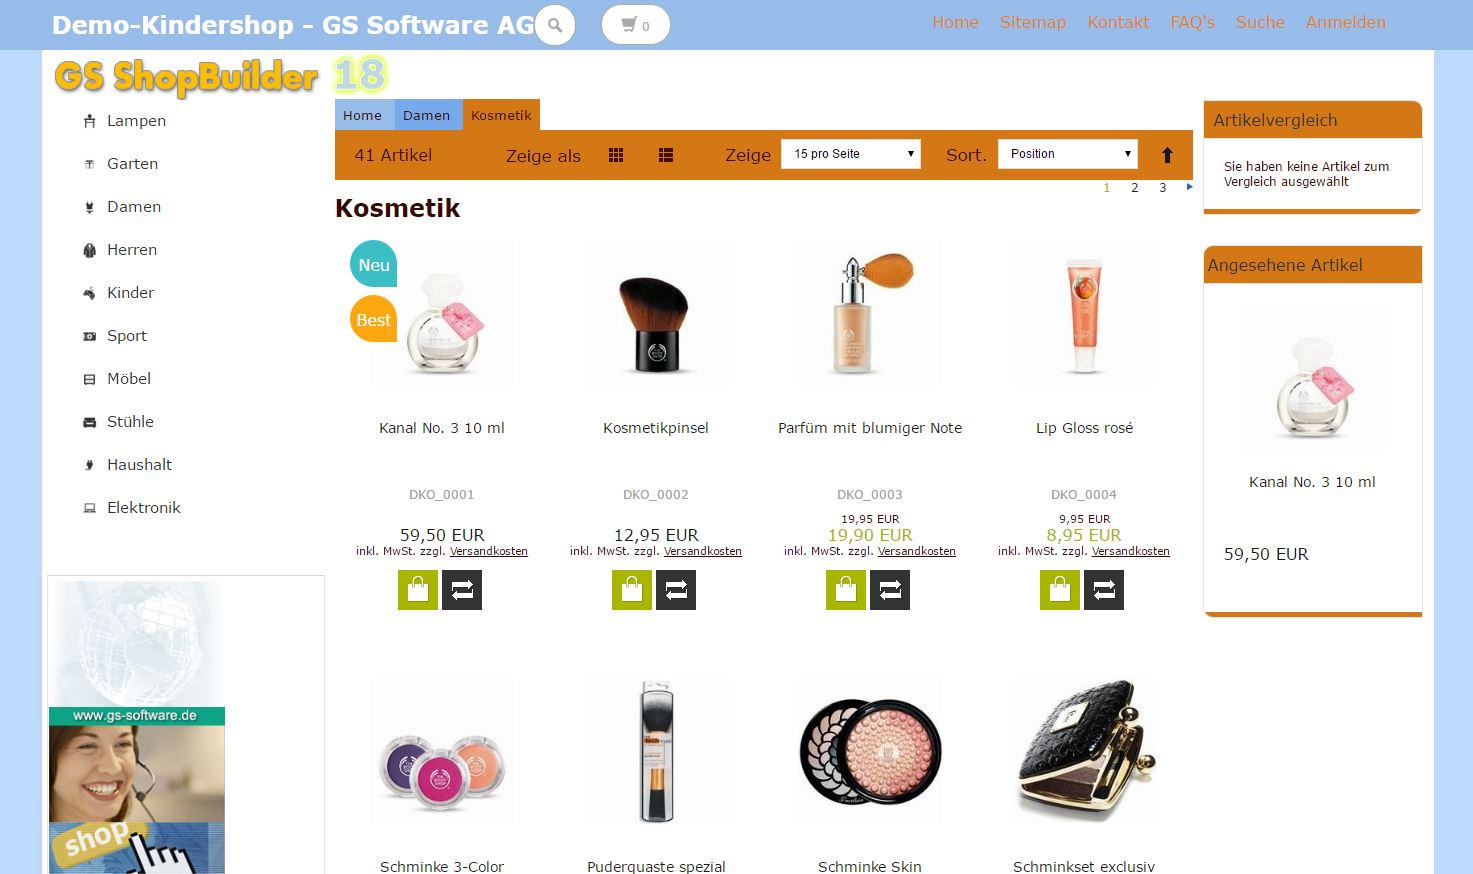 Demo-Kindershop - GS Software AG
0
Home Sitemap Kontakt FAQ's Suche Anmelden
GS ShopBuilder 18
Lampen
Garten
Damen
Herren
Kinder
Sport
Möbel
Stühle
Haushalt
Elektronik
www.gs-software.de
shop
Home Damen Kosmetik
41 Artikel Zeige als Zeige 15 pro Seite Sort. Position
1 2 3
Kosmetik
Neu
Best
Kanal No. 3 10 ml Kosmetikpinsel Parfüm mit blumiger Note Lip Gloss rosé
DKO_0001 DKO_0002 DKO_0003 DKO_0004
19,95 EUR 9,95 EUR
59,50 EUR 12,95 EUR 19,90 EUR 8,95 EUR
inkl. MwSt. zzgl. Versandkosten inkl. MwSt. zzgl. Versandkosten inkl. MwSt. zzgl. Versandkosten inkl. MwSt. zzgl. Versandkosten
Schminke 3-Color Puderquaste spezial Schminke Skin Schminkset exclusiv
Artikelvergleich
Sie haben keine Artikel zum
Vergleich ausgewählt
Angesehene Artikel
Kanal No. 3 10 ml
59,50 EUR